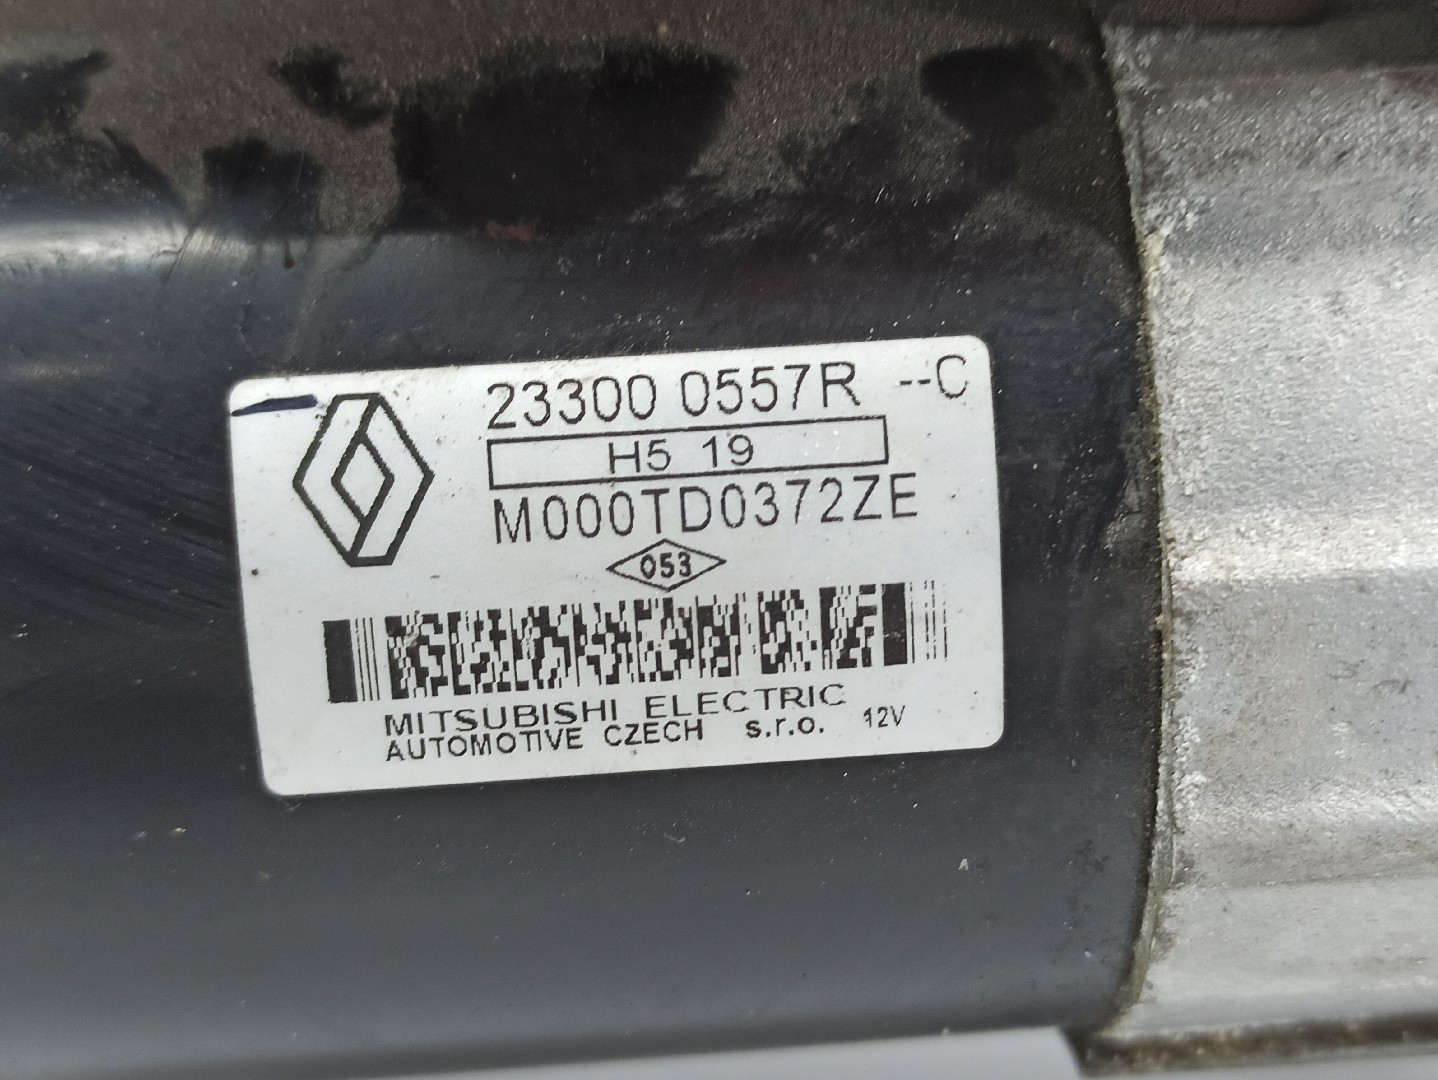 23300 0557R --C
H5 19
M000TD0372ZE
053
MITSUBISHI ELECTRIC
AUTOMOTIVE CZECH s.r.o. 12V